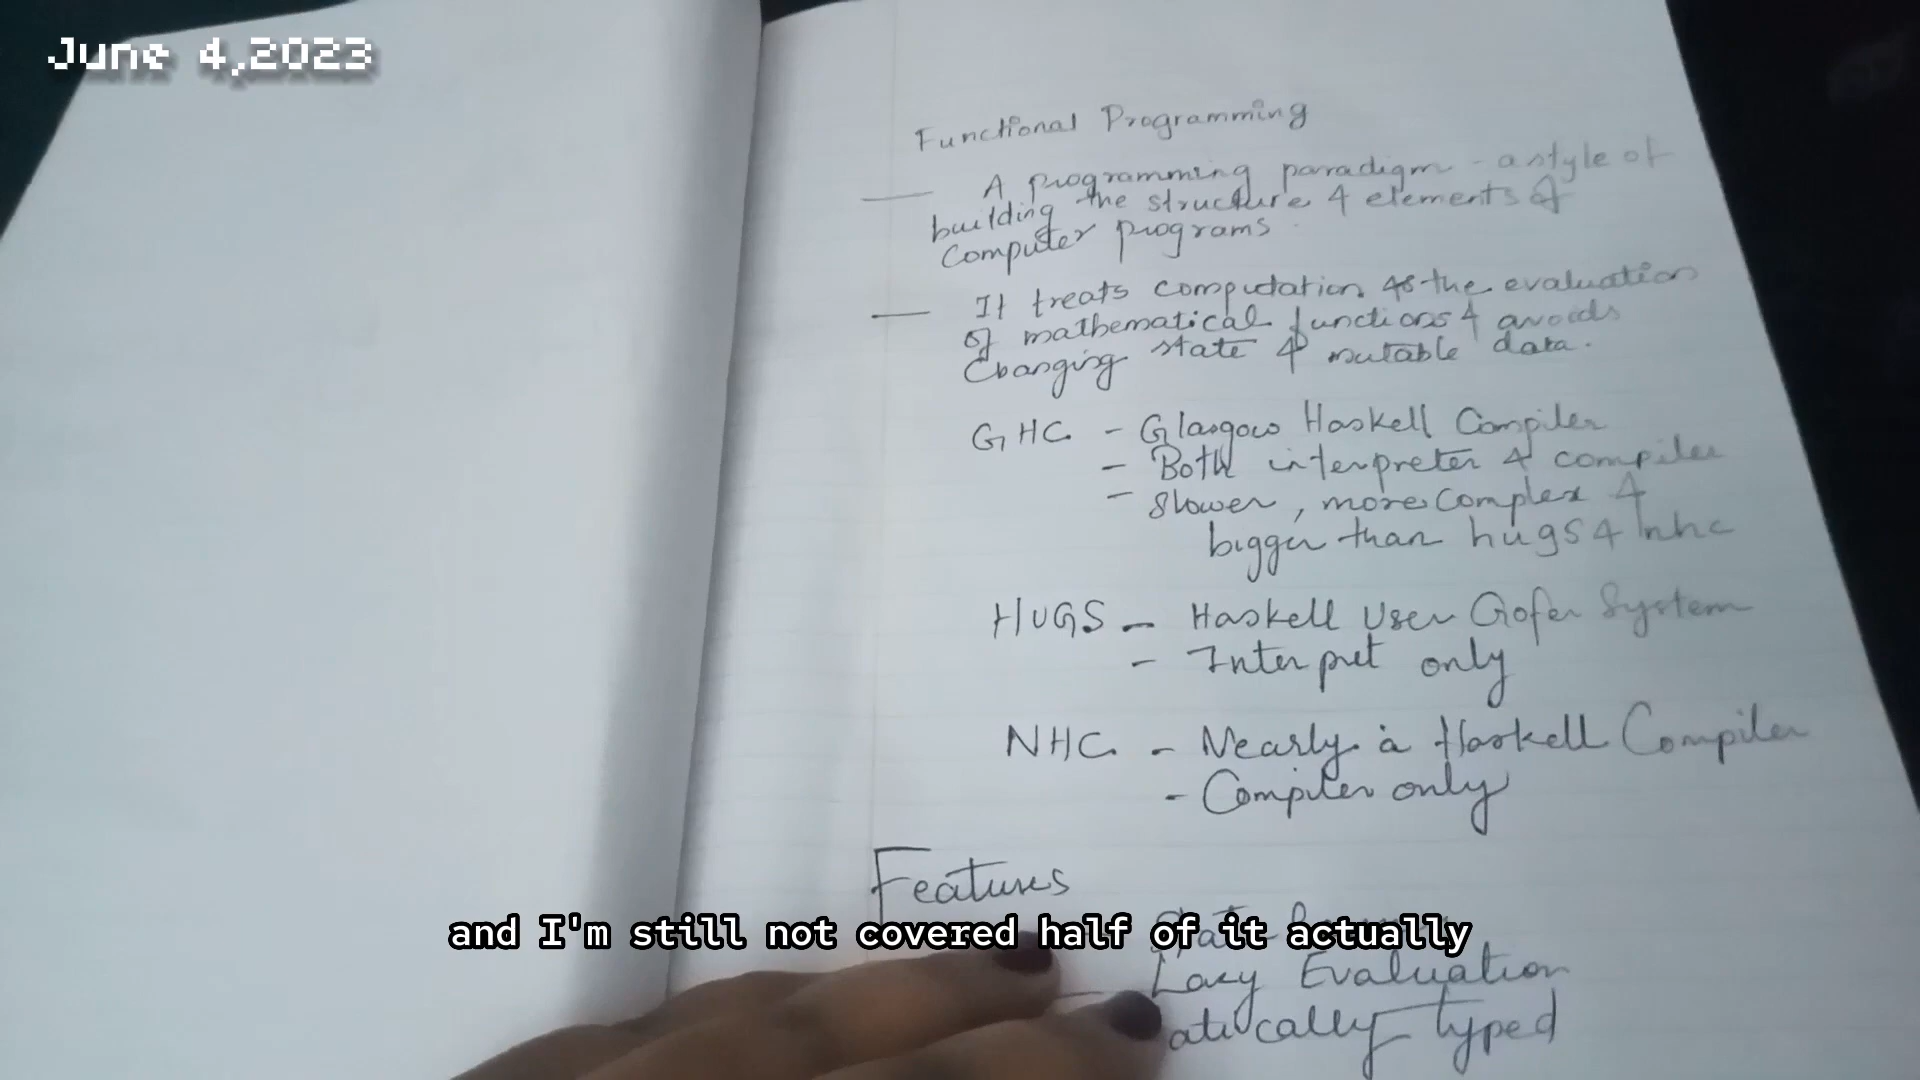 June 4,2023
Functional Programming
— A programming paradigm - a style of
building the structure & elements of
Computer programs.
— It treats computation as the evaluation
of mathematical functions & avoids
Changing state & mutable data.
GHC - Glasgow Haskell Compiler
- Both interpreter & compiler
- Slower, more complex &
bigger than hugs & nhc
HUGS - Haskell User Gofer System
- Interpret only
NHC - Nearly a Haskell Compiler
- Compiler only
Features
and I'm still not covered half of it actually
Lazy Evaluation
atically typed